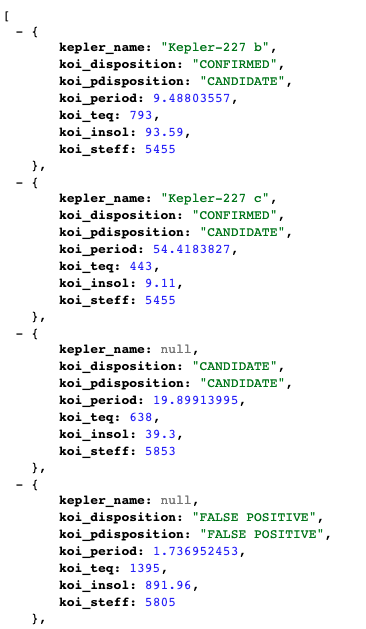 [
- {
kepler_name: "Kepler-227 b",
koi_disposition: "CONFIRMED",
koi_pdisposition: "CANDIDATE",
koi_period: 9.48803557,
koi_teq: 793,
koi_insol: 93.59,
koi_steff: 5455
},
- {
kepler_name: "Kepler-227 c",
koi_disposition: "CONFIRMED",
koi_pdisposition: "CANDIDATE",
koi_period: 54.4183827,
koi_teq: 443,
koi_insol: 9.11,
koi_steff: 5455
},
- {
kepler_name: null,
koi_disposition: "CANDIDATE",
koi_pdisposition: "CANDIDATE",
koi_period: 19.89913995,
koi_teq: 638,
koi_insol: 39.3,
koi_steff: 5853
},
- {
kepler_name: null,
koi_disposition: "FALSE POSITIVE",
koi_pdisposition: "FALSE POSITIVE",
koi_period: 1.736952453,
koi_teq: 1395,
koi_insol: 891.96,
koi_steff: 5805
},